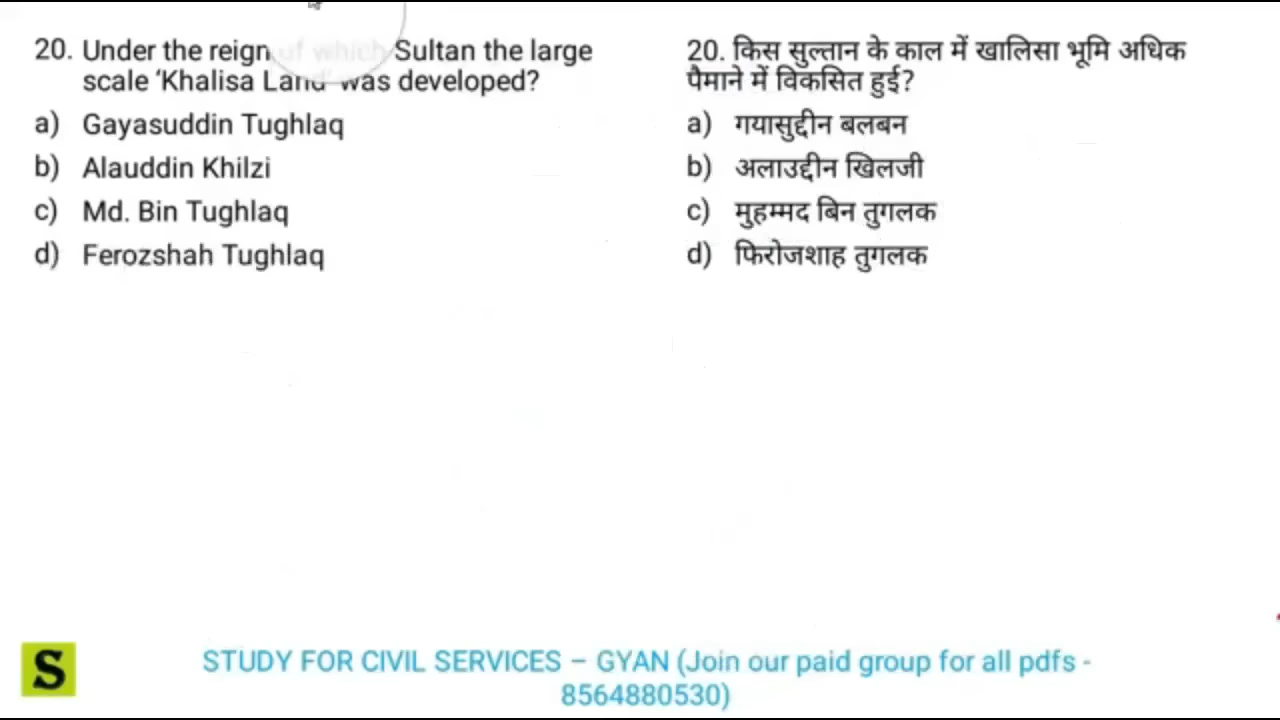 20. Under the reign of which Sultan the large
scale ‘Khalisa Land’ was developed?
a) Gayasuddin Tughlaq
b) Alauddin Khilzi
c) Md. Bin Tughlaq
d) Ferozshah Tughlaq
20. किस सुल्तान के काल में खालिसा भूमि अधिक
पैमाने में विकसित हुई?
a) गयासुद्दीन बलबन
b) अलाउद्दीन खिलजी
c) मुहम्मद बिन तुगलक
d) फिरोजशाह तुगलक
S
STUDY FOR CIVIL SERVICES – GYAN (Join our paid group for all pdfs -
8564880530)